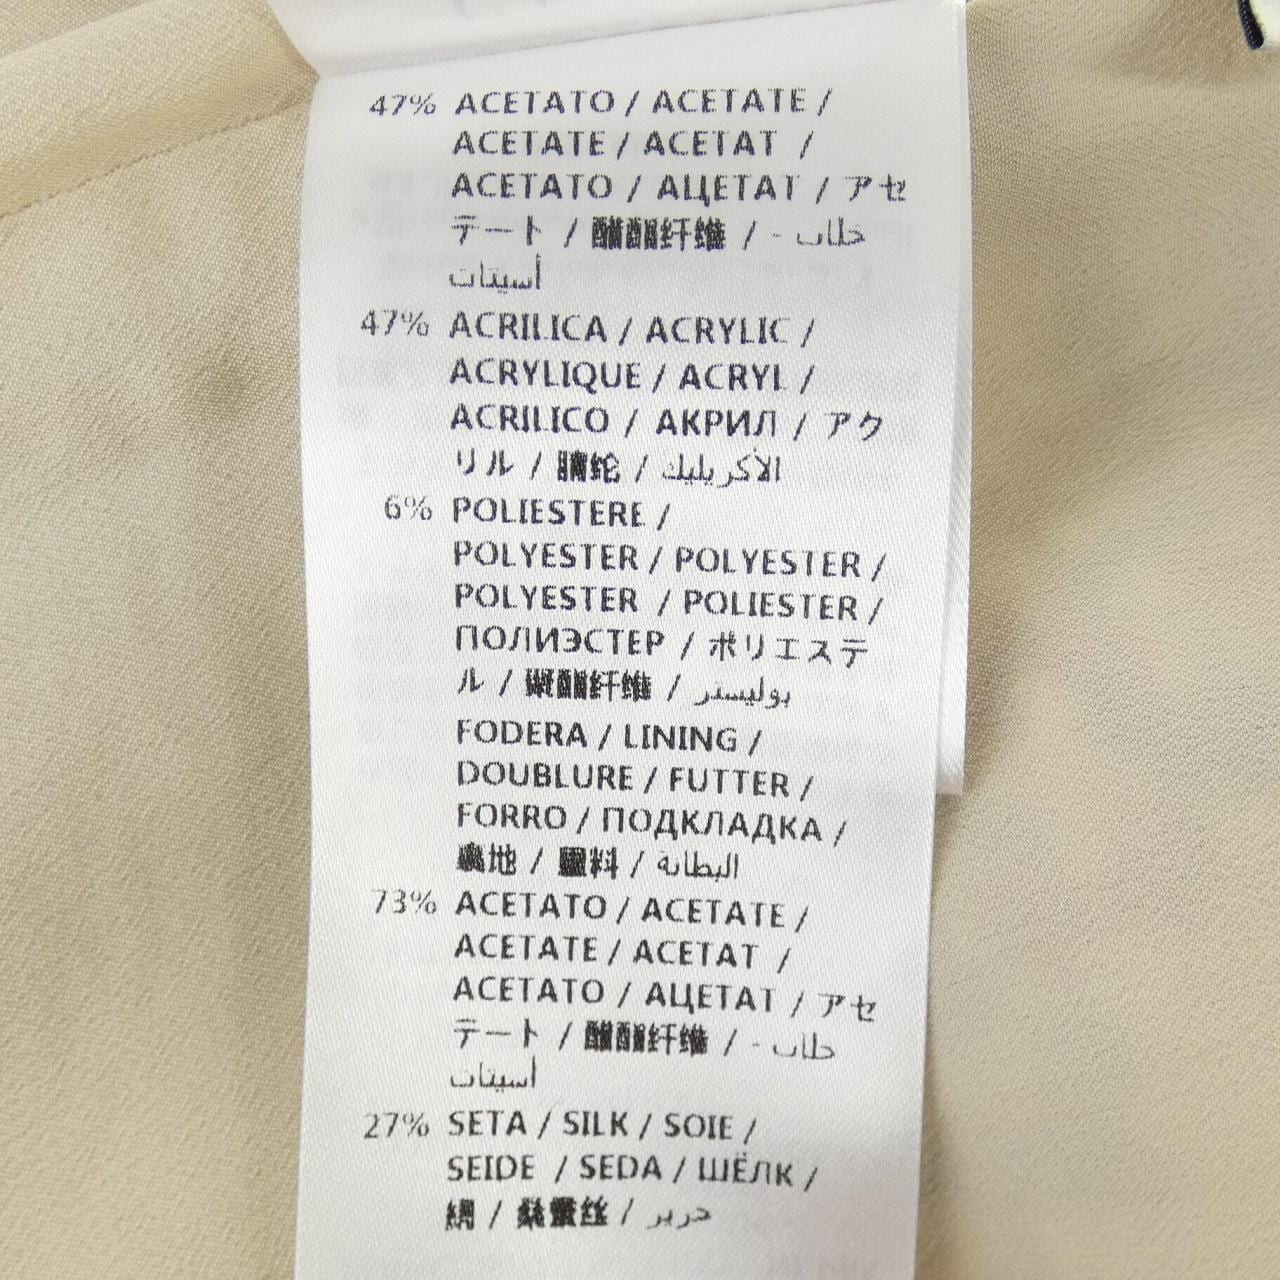 47% ACETATO / ACETATE /
ACETATE / ACETAT /
ACETATO / АЦЕТАТ / アセ
テート / 醋酯纤维 / خلات -
أسيتات
47% ACRILICA / ACRYLIC /
ACRYLIQUE / ACRYL /
ACRILICO / АКРИЛ / アク
リル / 腈纶 / الأكريليك
6% POLIESTERE /
POLYESTER / POLYESTER /
POLYESTER / POLIESTER /
ПОЛИЭСТЕР / ポリエステ
ル / 聚酯纤维 / بوليستر
FODERA / LINING /
DOUBLURE / FUTTER /
FORRO / ПОДКЛАДКА /
裏地 / 裏料 / البطانة
73% ACETATO / ACETATE /
ACETATE / ACETAT /
ACETATO / АЦЕТАТ / アセ
テート / 醋酯纤维 / خلات -
أسيتات
27% SETA / SILK / SOIE /
SEIDE / SEDA / ШЁЛК /
絹 / 桑蚕丝 / حرير